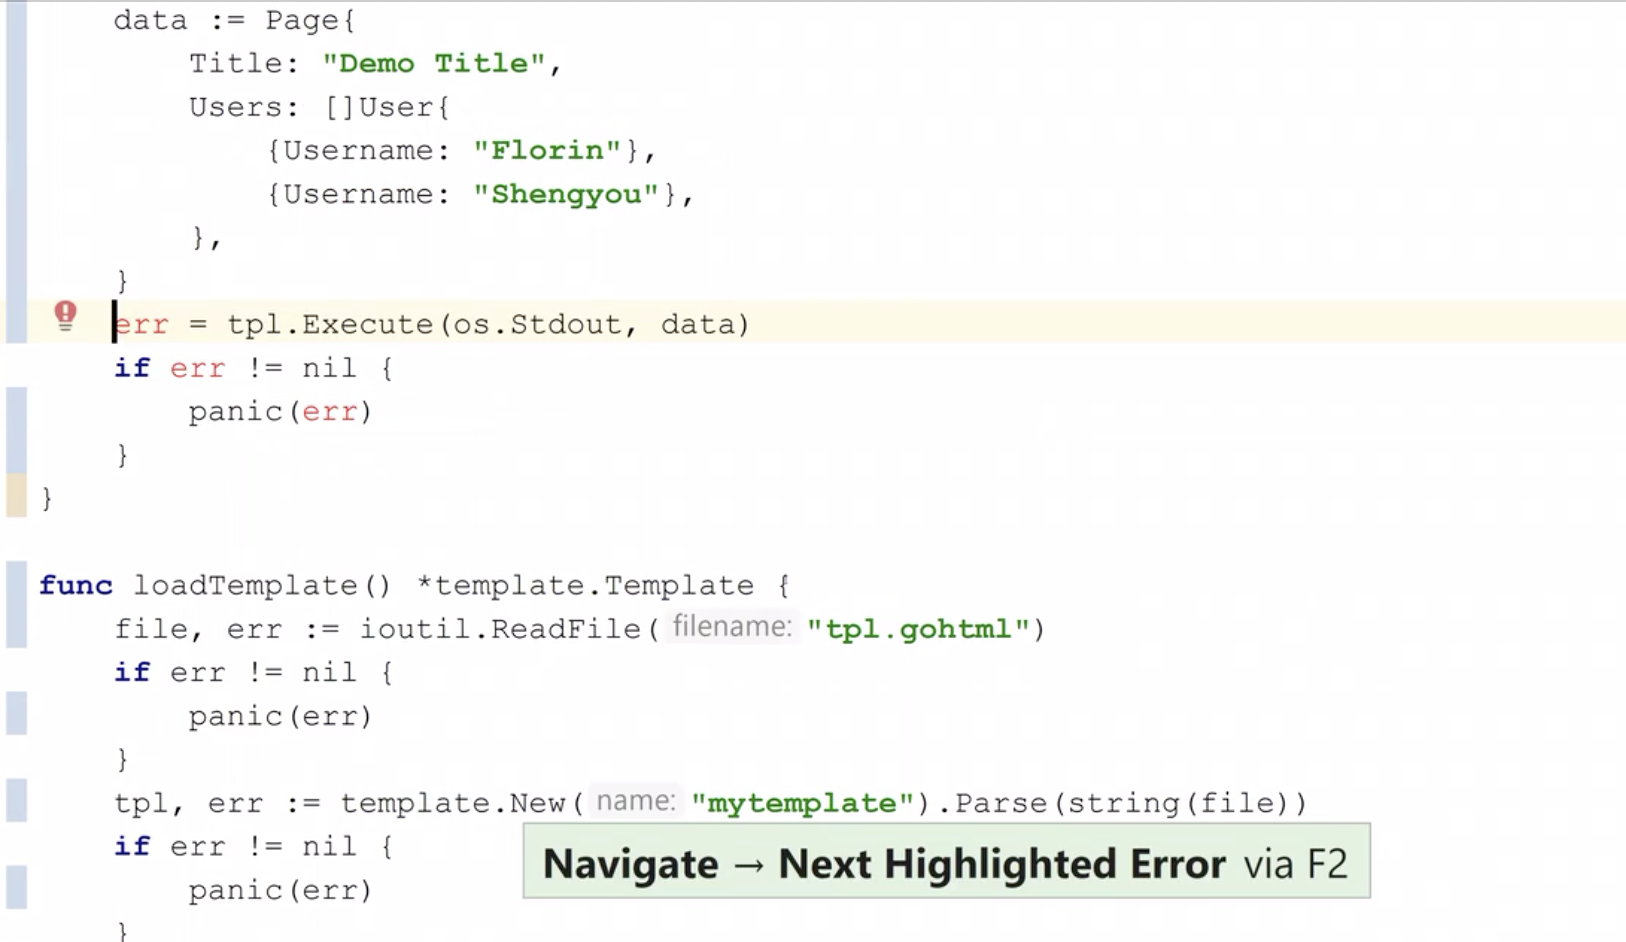 data := Page{
Title: "Demo Title",
Users: []User{
{Username: "Florin"},
{Username: "Shengyou"},
},
}
err = tpl.Execute(os.Stdout, data)
if err != nil {
panic(err)
}
}
func loadTemplate() *template.Template {
file, err := ioutil.ReadFile( filename: "tpl.gohtml")
if err != nil {
panic(err)
}
tpl, err := template.New( name: "mytemplate").Parse(string(file))
if err != nil {
Navigate → Next Highlighted Error via F2
panic(err)
}